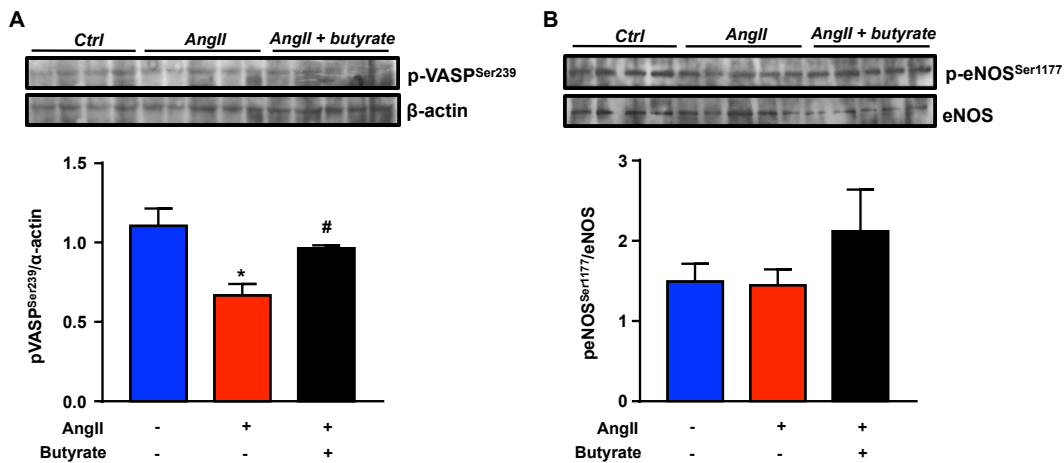 A
Ctrl AngII AngII + butyrate
p-VASPSer239
β-actin
1.5
1.0
0.5
0.0
pVASPSer239/α-actin
*
#
AngII - + +
Butyrate - - +
B
Ctrl AngII AngII + butyrate
p-eNOSSer1177
eNOS
3
2
1
0
peNOSSer1177/eNOS
AngII - + +
Butyrate - - +